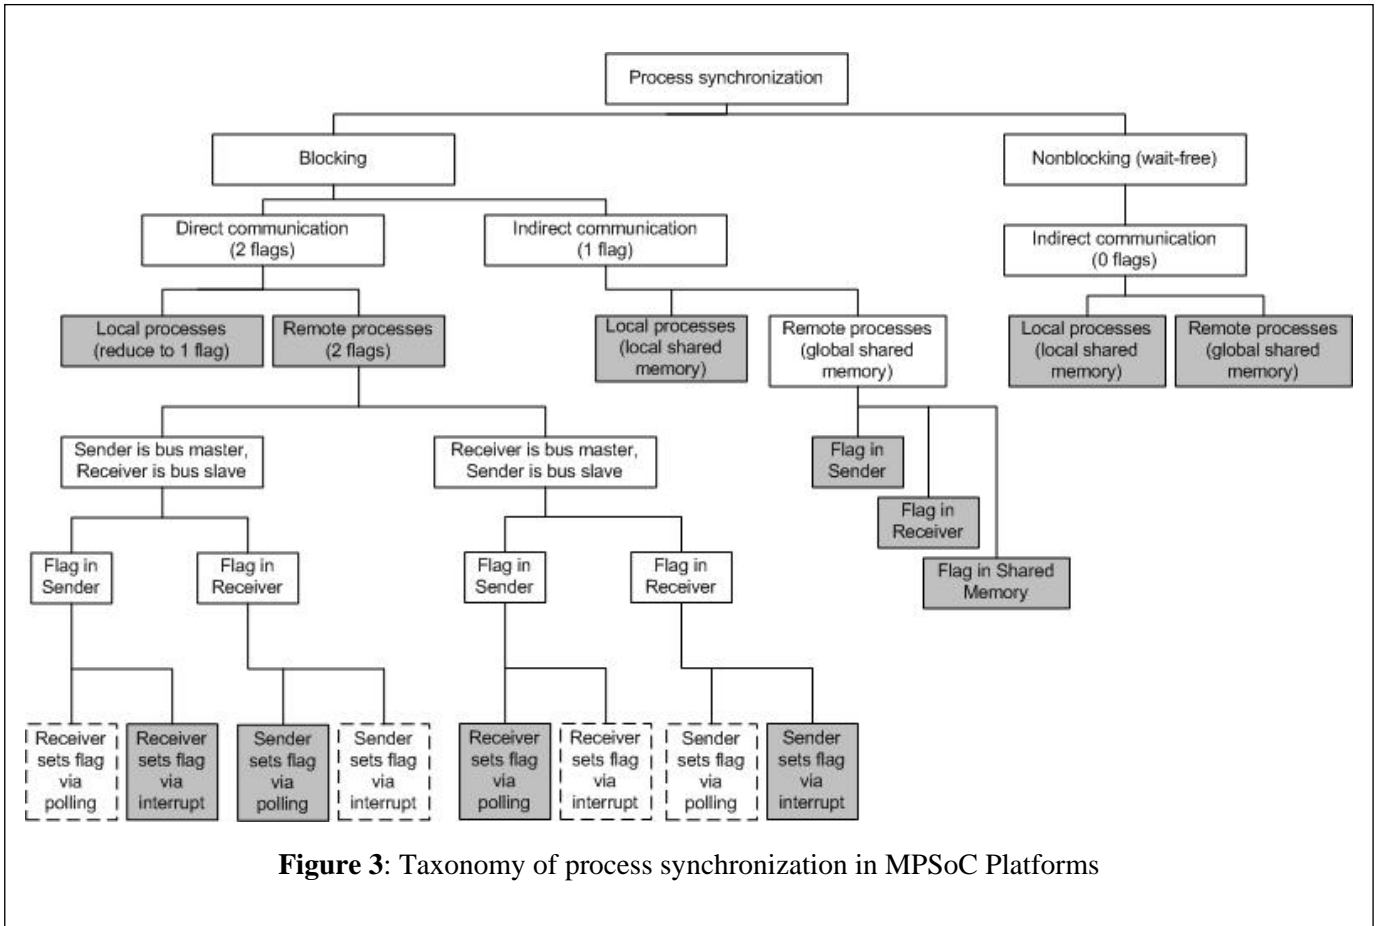 Process synchronization
Blocking
Nonblocking (wait-free)
Direct communication
(2 flags)
Indirect communication
(1 flag)
Indirect communication
(0 flags)
Local processes
(reduce to 1 flag)
Remote processes
(2 flags)
Local processes
(local shared
memory)
Remote processes
(global shared
memory)
Local processes
(local shared
memory)
Remote processes
(global shared
memory)
Sender is bus master,
Receiver is bus slave
Receiver is bus master,
Sender is bus slave
Flag in
Sender
Flag in
Receiver
Flag in Shared
Memory
Flag in
Sender
Flag in
Receiver
Flag in
Sender
Flag in
Receiver
Receiver
sets flag
via
polling
Receiver
sets flag
via
interrupt
Sender
sets flag
via
polling
Sender
sets flag
via
interrupt
Receiver
sets flag
via
polling
Receiver
sets flag
via
interrupt
Sender
sets flag
via
polling
Sender
sets flag
via
interrupt
Figure 3: Taxonomy of process synchronization in MPSoC Platforms